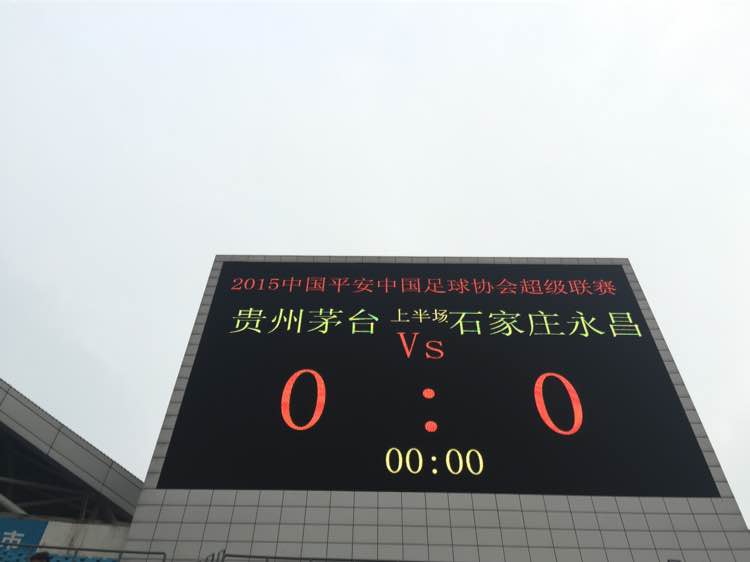 2015中国平安中国足球协会超级联赛
贵州茅台 上半场 石家庄永昌
Vs
0 : 0
00:00